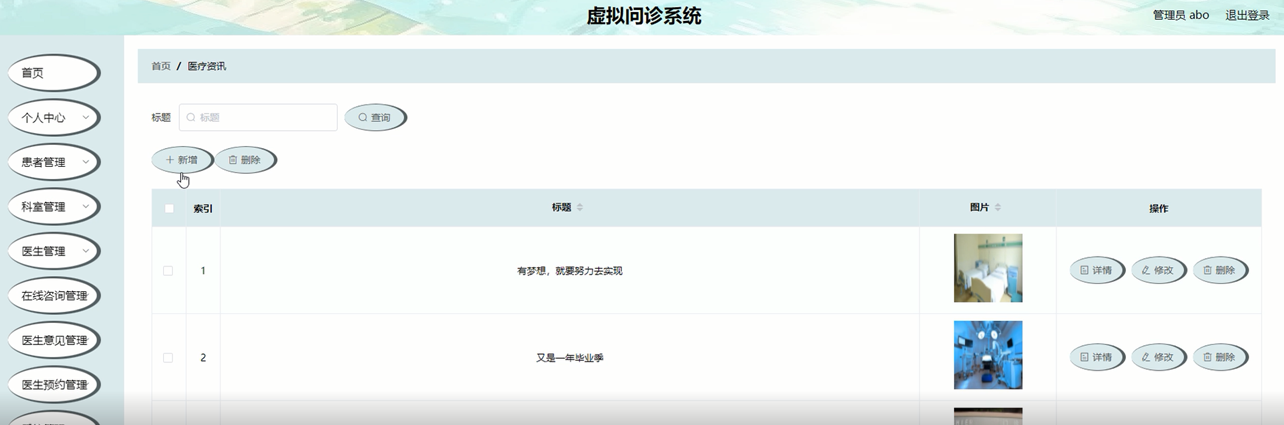 虚拟问诊系统
管理员 abo 退出登录
首页
个人中心
患者管理
科室管理
医生管理
在线咨询管理
医生意见管理
医生预约管理
首页 / 医疗资讯
标题 标题 查询
新增 删除
索引 标题 图片 操作
1 有梦想，就要努力去实现 详情 修改 删除
2 又是一年毕业季 详情 修改 删除